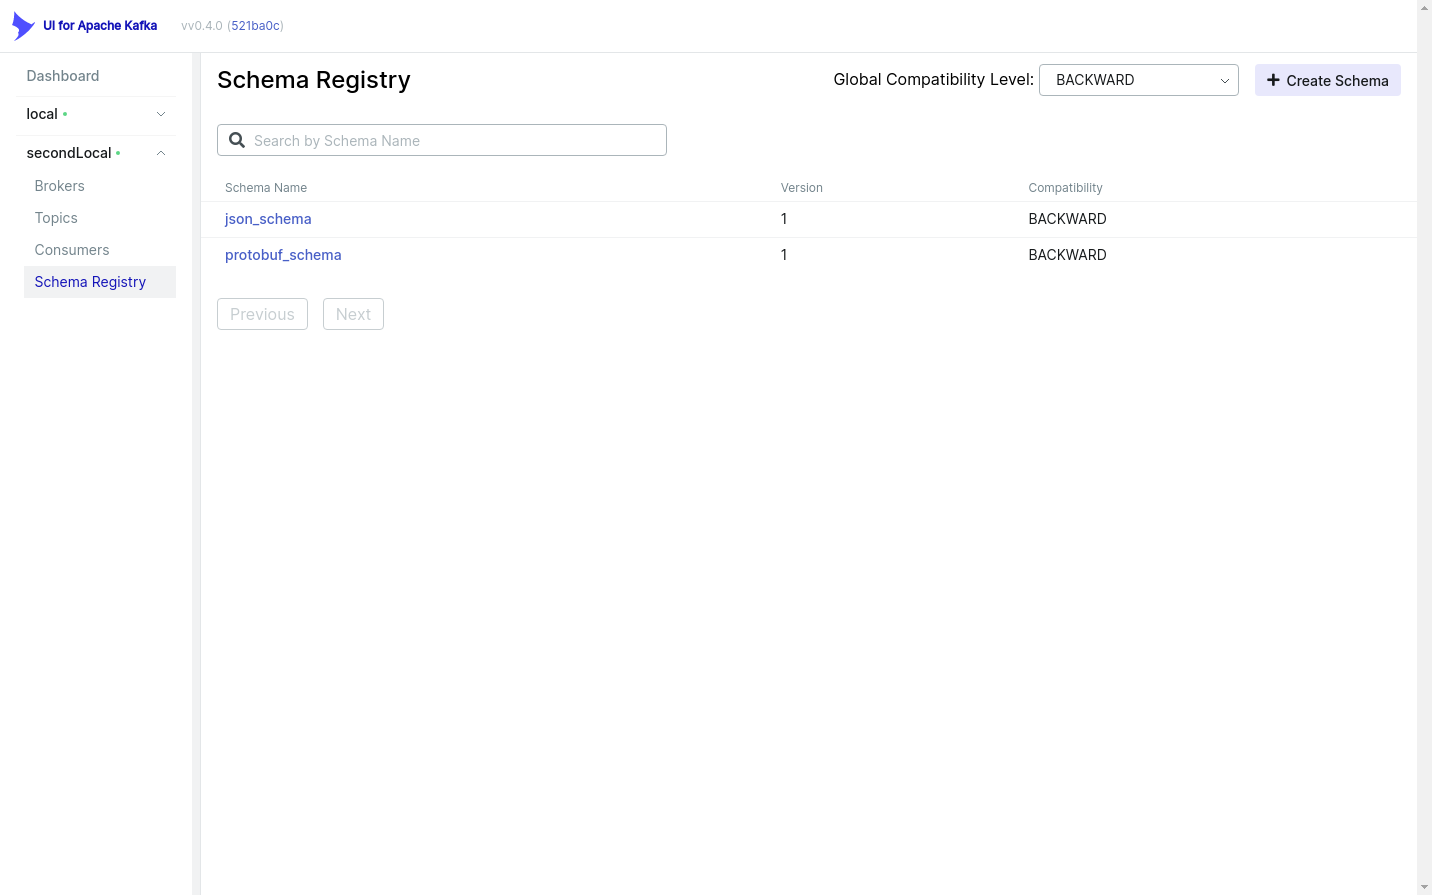 UI for Apache Kafka vv0.4.0 (521ba0c)
Dashboard
local
secondLocal
Brokers
Topics
Consumers
Schema Registry
Schema Registry
Global Compatibility Level: BACKWARD Create Schema
Search by Schema Name
Schema Name Version Compatibility
json_schema 1 BACKWARD
protobuf_schema 1 BACKWARD
Previous Next